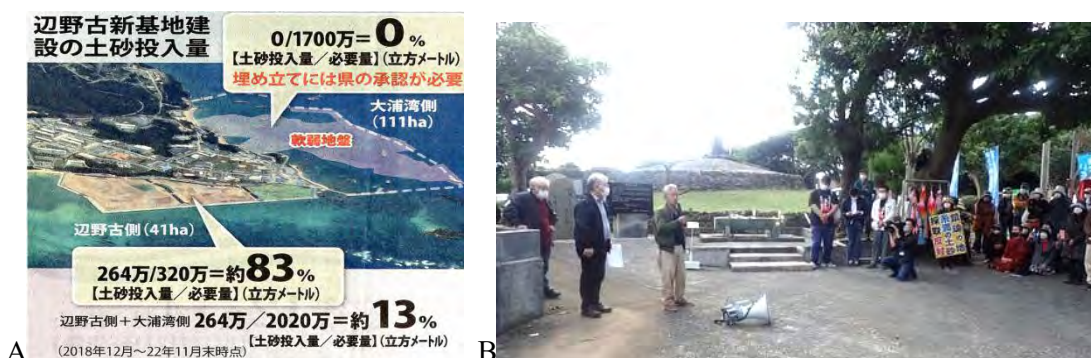 辺野古新基地建
設の土砂投入量
0/1700万=0%
【土砂投入量/必要量】(立方メートル)
埋め立てには県の承認が必要
大浦湾側
(111ha)
軟弱地盤
辺野古側(41ha)
264万/320万=約83%
【土砂投入量/必要量】(立方メートル)
辺野古側+大浦湾側 264万/2020万=約13%
【土砂投入量/必要量】(立方メートル)
(2018年12月~22年11月末時点)
A
B